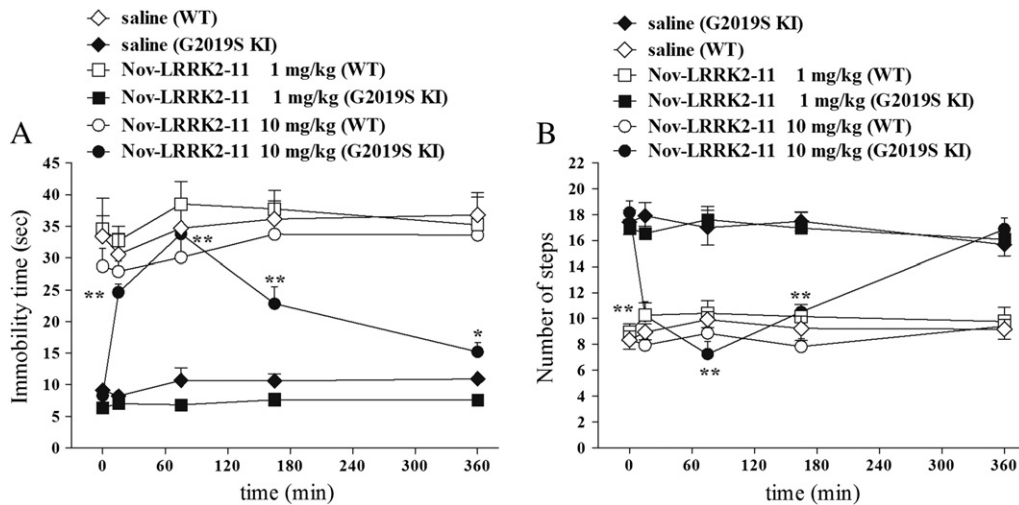 saline (WT)
saline (G2019S KI)
Nov-LRRK2-11 1 mg/kg (WT)
Nov-LRRK2-11 1 mg/kg (G2019S KI)
Nov-LRRK2-11 10 mg/kg (WT)
Nov-LRRK2-11 10 mg/kg (G2019S KI)
A
Immobility time (sec)
45
40
35
30
25
20
15
10
5
0
**
**
**
*
0 60 120 180 240 300 360
time (min)
saline (G2019S KI)
saline (WT)
Nov-LRRK2-11 1 mg/kg (WT)
Nov-LRRK2-11 1 mg/kg (G2019S KI)
Nov-LRRK2-11 10 mg/kg (WT)
Nov-LRRK2-11 10 mg/kg (G2019S KI)
B
Number of steps
22
20
18
16
14
12
10
8
6
4
2
0
**
**
**
0 60 120 180 240 300 360
time (min)